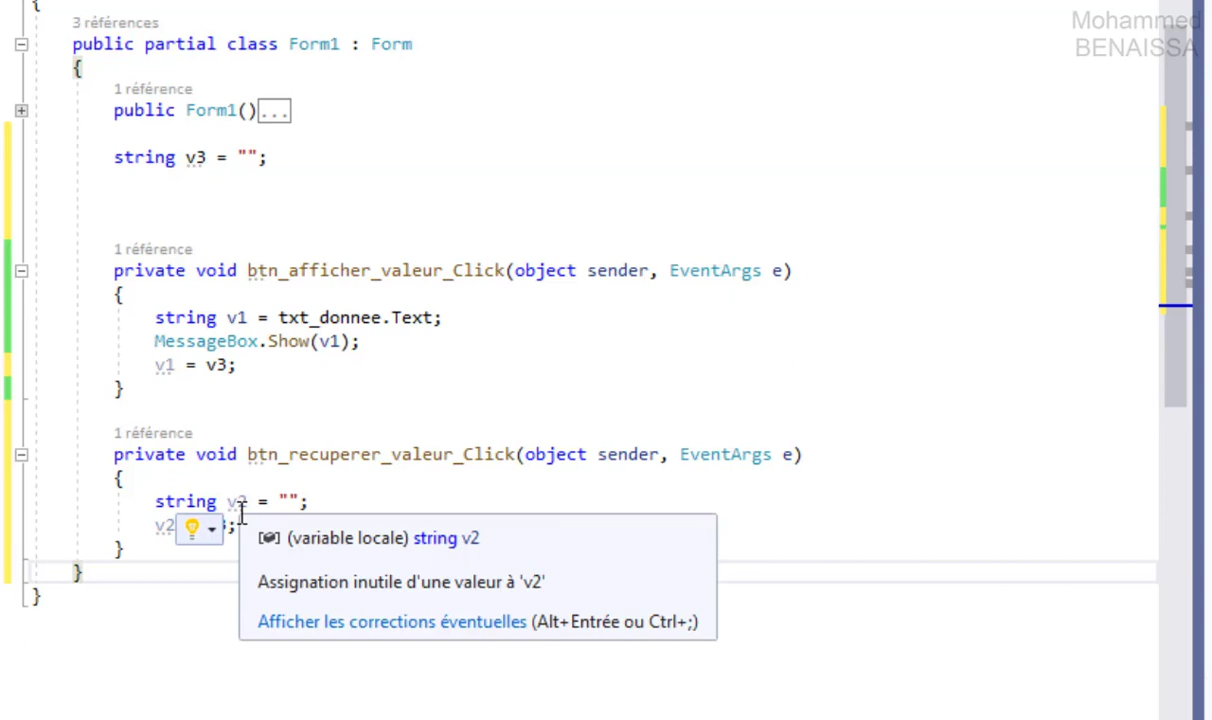 Mohammed
BENAISSA
{
3 références
public partial class Form1 : Form
{
1 référence
public Form1()...
string v3 = "";
1 référence
private void btn_afficher_valeur_Click(object sender, EventArgs e)
{
string v1 = txt_donnee.Text;
MessageBox.Show(v1);
v1 = v3;
}
1 référence
private void btn_recuperer_valeur_Click(object sender, EventArgs e)
{
string v2 = "";
v2 ;
}
}
}
(variable locale) string v2
Assignation inutile d'une valeur à 'v2'
Afficher les corrections éventuelles (Alt+Entrée ou Ctrl+;)